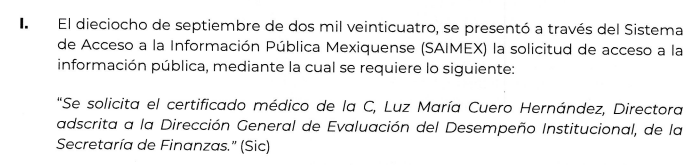 I. El dieciocho de septiembre de dos mil veinticuatro, se presentó a través del Sistema
de Acceso a la Información Pública Mexiquense (SAIMEX) la solicitud de acceso a la
información pública, mediante la cual se requiere lo siguiente:
"Se solicita el certificado médico de la C, Luz María Cuero Hernández, Directora
adscrita a la Dirección General de Evaluación del Desempeño Institucional, de la
Secretaría de Finanzas." (Sic)